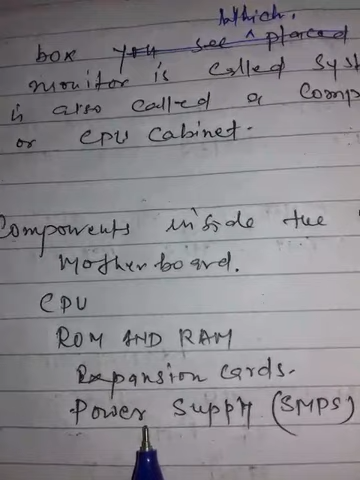 which.
box you see placed
monitor is called Syst
is also called a Comp
or CPU Cabinet.
Components inside the
Motherboard.
CPU
ROM AND RAM
Expansion cards.
Power Supply (SMPS)